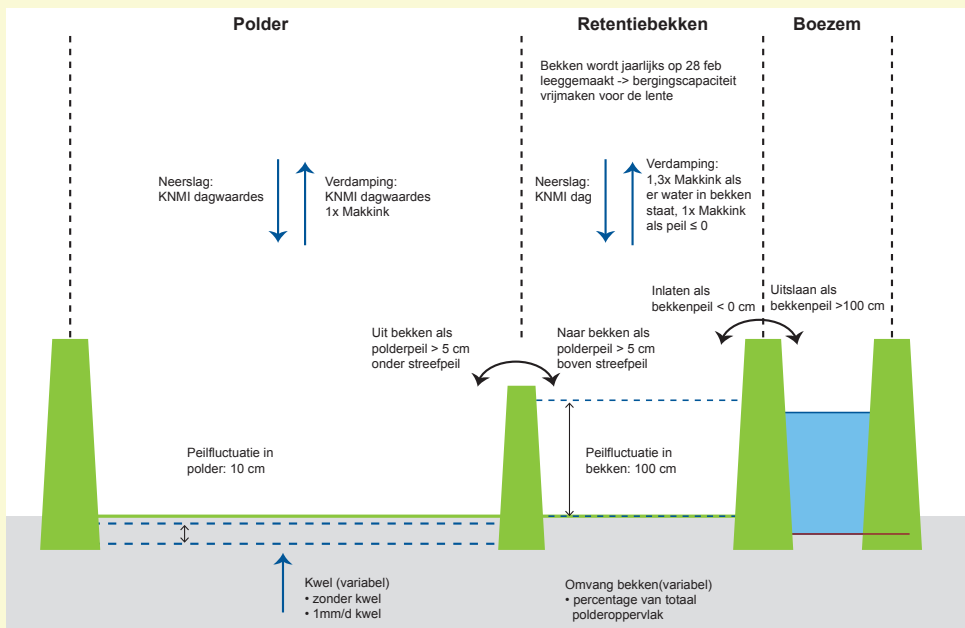 Polder
Retentiebekken
Boezem
Bekken wordt jaarlijks op 28 feb
leeggemaakt -> bergingscapaciteit
vrijmaken voor de lente
Neerslag:
KNMI dagwaardes
Verdamping:
KNMI dagwaardes
1x Makkink
Neerslag:
KNMI dag
Verdamping:
1,3x Makkink als
er water in bekken
staat, 1x Makkink
als peil ≤ 0
Inlaten als
bekkenpeil < 0 cm
Uitslaan als
bekkenpeil >100 cm
Uit bekken als
polderpeil > 5 cm
onder streefpeil
Naar bekken als
polderpeil > 5 cm
boven streefpeil
Peilfluctuatie in
polder: 10 cm
Peilfluctuatie in
bekken: 100 cm
Kwel (variabel)
• zonder kwel
• 1mm/d kwel
Omvang bekken(variabel)
• percentage van totaal
polderoppervlak